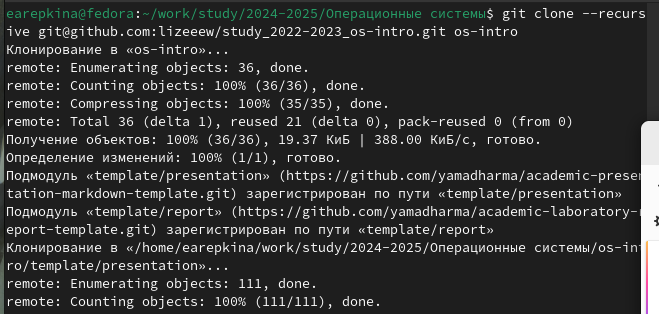 earepkina@fedora:~/work/study/2024-2025/Операционные системы$ git clone --recurs
ive git@github.com:lizeeew/study_2022-2023_os-intro.git os-intro
Клонирование в «os-intro»...
remote: Enumerating objects: 36, done.
remote: Counting objects: 100% (36/36), done.
remote: Compressing objects: 100% (35/35), done.
remote: Total 36 (delta 1), reused 21 (delta 0), pack-reused 0 (from 0)
Получение объектов: 100% (36/36), 19.37 КиБ | 388.00 КиБ/с, готово.
Определение изменений: 100% (1/1), готово.
Подмодуль «template/presentation» (https://github.com/yamadharma/academic-presen
tation-markdown-template.git) зарегистрирован по пути «template/presentation»
Подмодуль «template/report» (https://github.com/yamadharma/academic-laboratory-r
eport-template.git) зарегистрирован по пути «template/report»
Клонирование в «/home/earepkina/work/study/2024-2025/Операционные системы/os-int
ro/template/presentation»...
remote: Enumerating objects: 111, done.
remote: Counting objects: 100% (111/111), done.